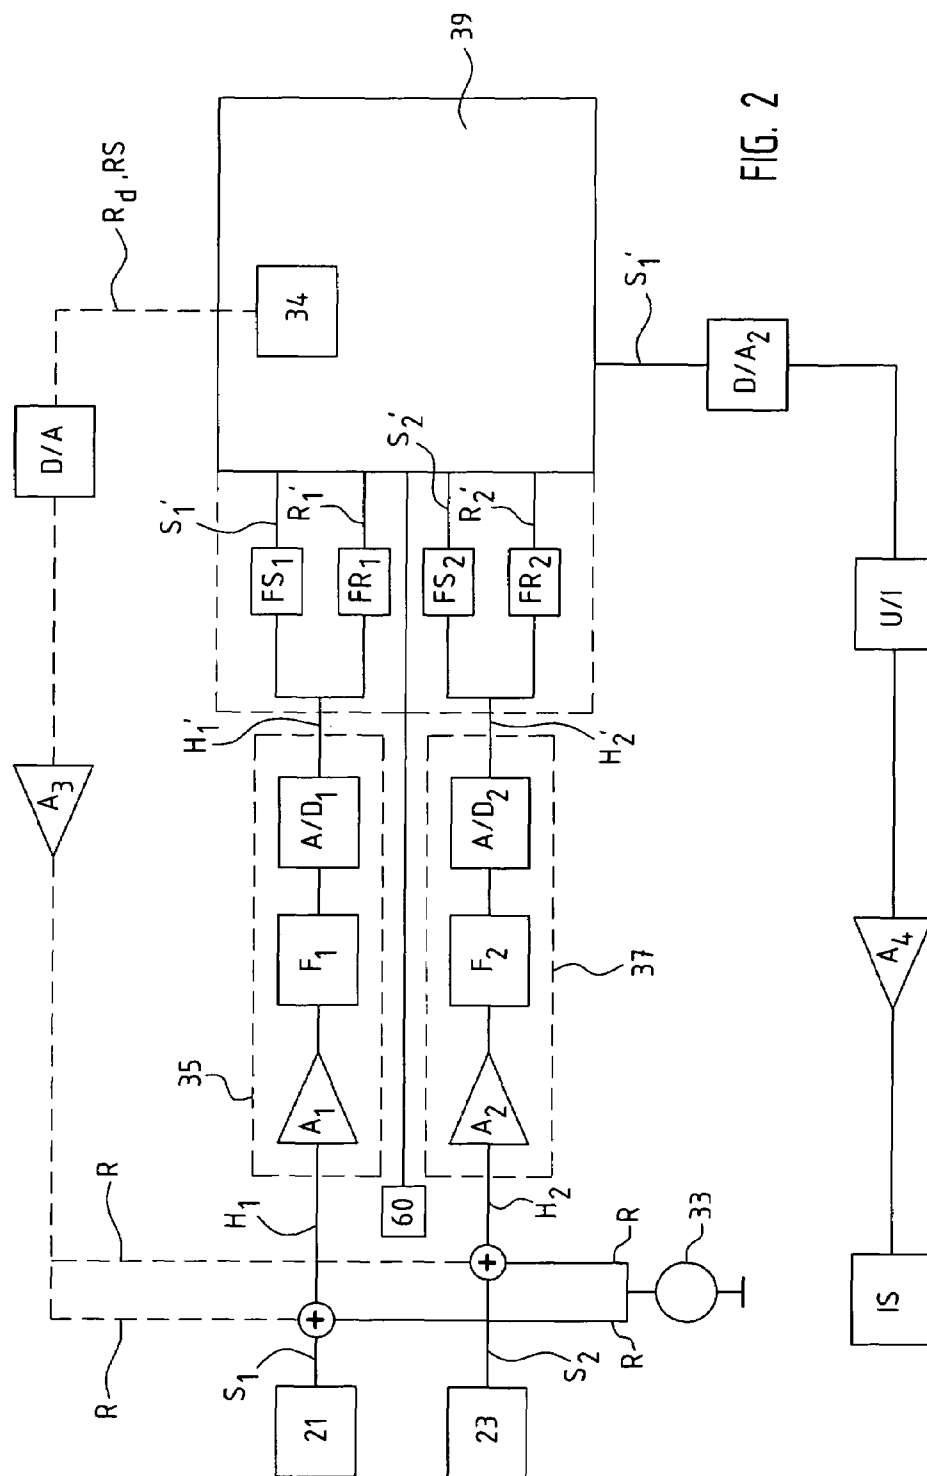 39
R_d, RS
34
D/A
S_1'
D/A_2
S_1'
R_1'
S_2'
R_2'
FS_1
FR_1
FS_2
FR_2
U/I
H_1'
H_2'
A_3
A/D_1
A/D_2
F_1
F_2
A_4
35
37
A_1
A_2
60
H_1
H_2
R
R
R
R
33
S_1
S_2
21
23
IS
FIG. 2